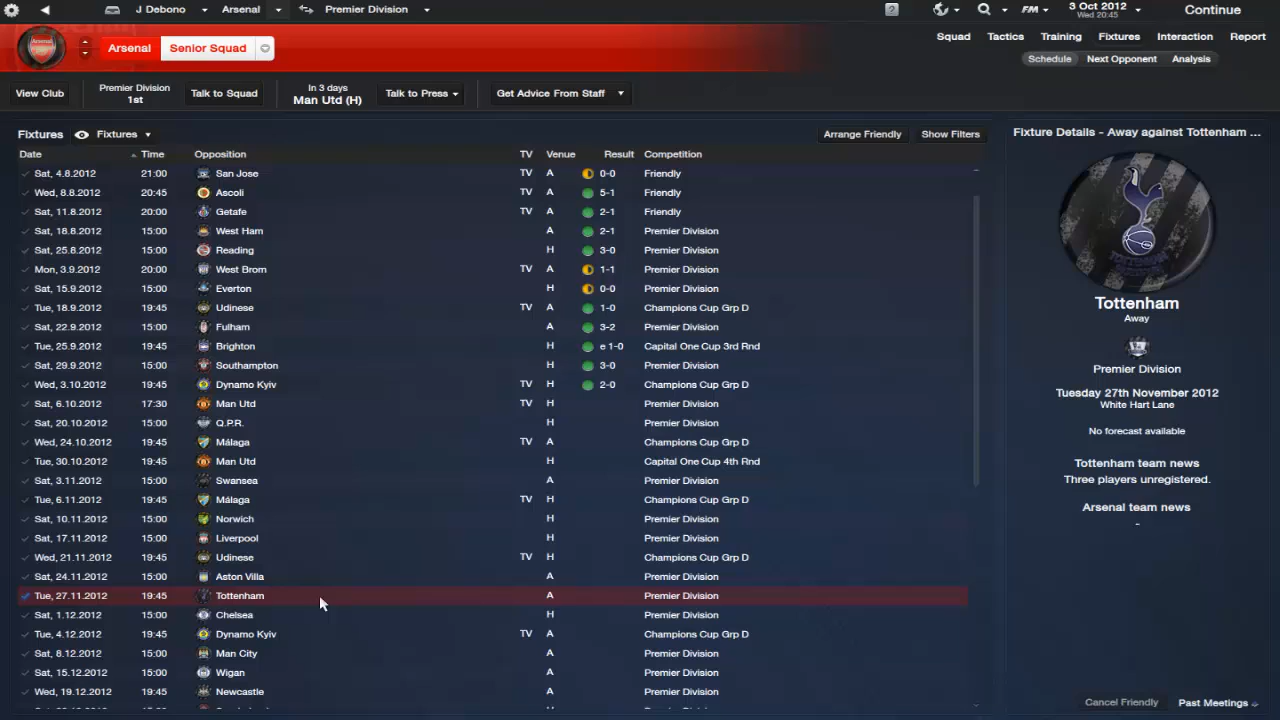 J Debono Arsenal Premier Division ? FM 3 Oct 2012 Wed 20:45 Continue
Arsenal Senior Squad Squad Tactics Training Fixtures Interaction Report
Schedule Next Opponent Analysis
View Club Premier Division 1st Talk to Squad In 3 days Man Utd (H) Talk to Press Get Advice From Staff
Fixtures Fixtures Arrange Friendly Show Filters
Date Time Opposition TV Venue Result Competition
Sat, 4.8.2012 21:00 San Jose TV A 0-0 Friendly
Wed, 8.8.2012 20:45 Ascoli TV A 5-1 Friendly
Sat, 11.8.2012 20:00 Getafe TV A 2-1 Friendly
Sat, 18.8.2012 15:00 West Ham A 2-1 Premier Division
Sat, 25.8.2012 15:00 Reading H 3-0 Premier Division
Mon, 3.9.2012 20:00 West Brom TV A 1-1 Premier Division
Sat, 15.9.2012 15:00 Everton H 0-0 Premier Division
Tue, 18.9.2012 19:45 Udinese TV A 1-0 Champions Cup Grp D
Sat, 22.9.2012 15:00 Fulham A 3-2 Premier Division
Tue, 25.9.2012 19:45 Brighton H e 1-0 Capital One Cup 3rd Rnd
Sat, 29.9.2012 15:00 Southampton H 3-0 Premier Division
Wed, 3.10.2012 19:45 Dynamo Kyiv TV H 2-0 Champions Cup Grp D
Sat, 6.10.2012 17:30 Man Utd TV H Premier Division
Sat, 20.10.2012 15:00 Q.P.R. H Premier Division
Wed, 24.10.2012 19:45 Málaga TV A Champions Cup Grp D
Tue, 30.10.2012 19:45 Man Utd H Capital One Cup 4th Rnd
Sat, 3.11.2012 15:00 Swansea A Premier Division
Tue, 6.11.2012 19:45 Málaga TV H Champions Cup Grp D
Sat, 10.11.2012 15:00 Norwich H Premier Division
Sat, 17.11.2012 15:00 Liverpool H Premier Division
Wed, 21.11.2012 19:45 Udinese TV H Champions Cup Grp D
Sat, 24.11.2012 15:00 Aston Villa A Premier Division
Tue, 27.11.2012 19:45 Tottenham A Premier Division
Sat, 1.12.2012 15:00 Chelsea H Premier Division
Tue, 4.12.2012 19:45 Dynamo Kyiv TV A Champions Cup Grp D
Sat, 8.12.2012 15:00 Man City A Premier Division
Sat, 15.12.2012 15:00 Wigan A Premier Division
Wed, 19.12.2012 19:45 Newcastle A Premier Division
Fixture Details - Away against Tottenham ...
Tottenham
Away
Premier Division
Tuesday 27th November 2012
White Hart Lane
No forecast available
Tottenham team news
Three players unregistered.
Arsenal team news
-
Cancel Friendly Past Meetings